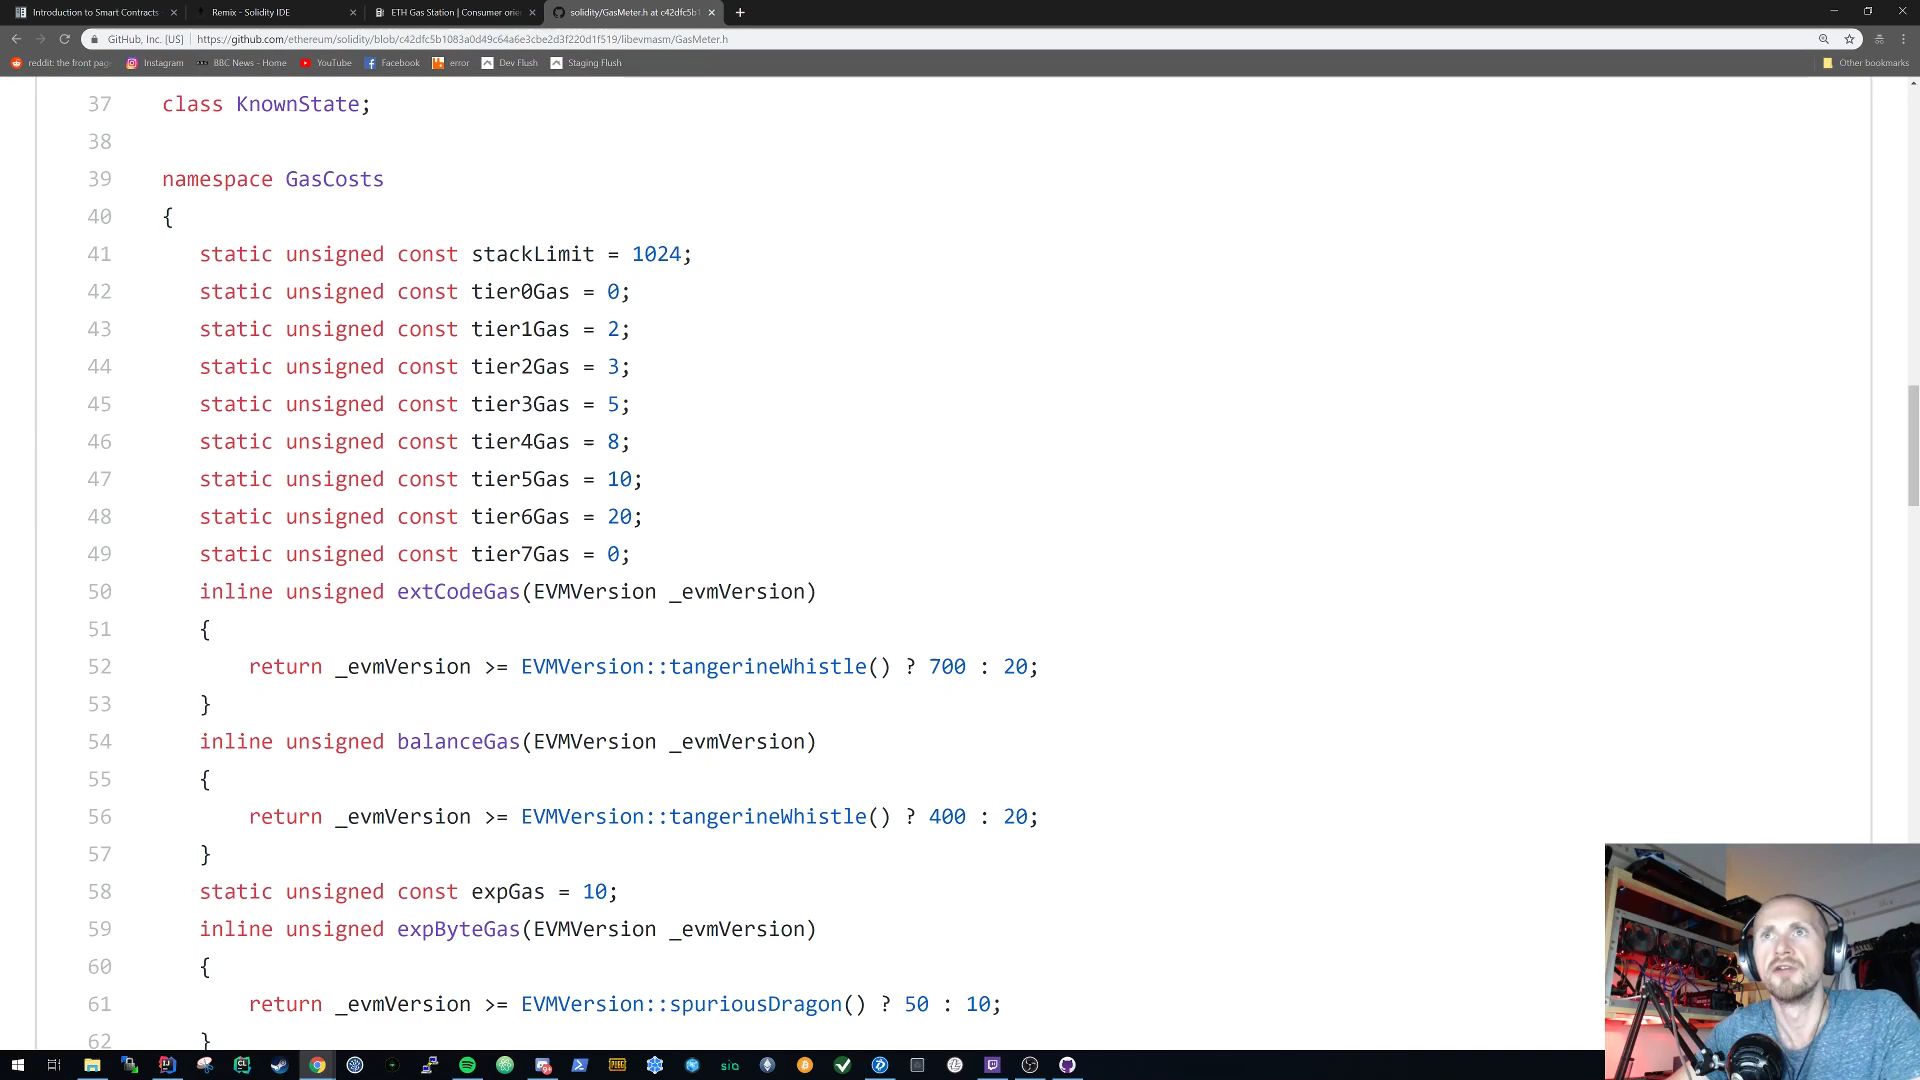 Introduction to Smart Contracts
Remix - Solidity IDE
ETH Gas Station | Consumer orie
solidity/GasMeter.h at c42dfc5b1
GitHub, Inc. [US]
https://github.com/ethereum/solidity/blob/c42dfc5b1083a0d49c64a6e3cbe2d3f220d1f519/libevmasm/GasMeter.h
reddit: the front pag
Instagram
BBC News - Home
YouTube
Facebook
error
Dev Flush
Staging Flush
Other bookmarks
37 class KnownState;
38
39 namespace GasCosts
40 {
41 static unsigned const stackLimit = 1024;
42 static unsigned const tier0Gas = 0;
43 static unsigned const tier1Gas = 2;
44 static unsigned const tier2Gas = 3;
45 static unsigned const tier3Gas = 5;
46 static unsigned const tier4Gas = 8;
47 static unsigned const tier5Gas = 10;
48 static unsigned const tier6Gas = 20;
49 static unsigned const tier7Gas = 0;
50 inline unsigned extCodeGas(EVMVersion _evmVersion)
51 {
52 return _evmVersion >= EVMVersion::tangerineWhistle() ? 700 : 20;
53 }
54 inline unsigned balanceGas(EVMVersion _evmVersion)
55 {
56 return _evmVersion >= EVMVersion::tangerineWhistle() ? 400 : 20;
57 }
58 static unsigned const expGas = 10;
59 inline unsigned expByteGas(EVMVersion _evmVersion)
60 {
61 return _evmVersion >= EVMVersion::spuriousDragon() ? 50 : 10;
62 }
sia